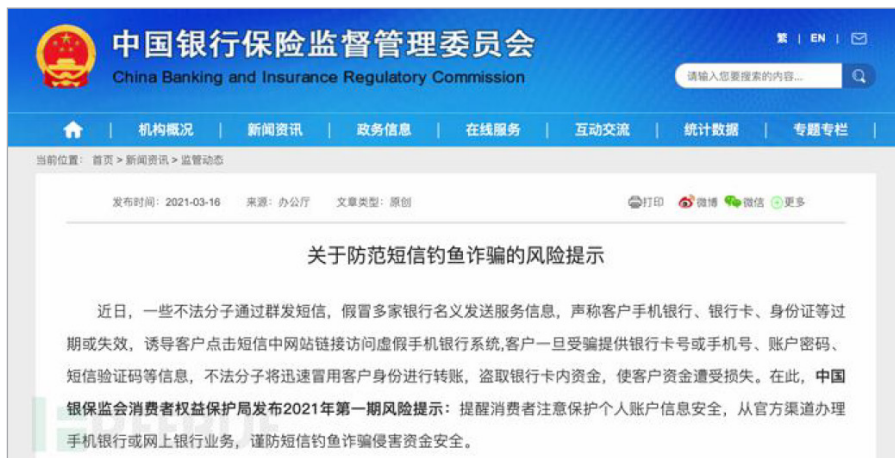 中国银行保险监督管理委员会
China Banking and Insurance Regulatory Commission
繁 | EN |
请输入您要搜索的内容...
机构概况 | 新闻资讯 | 政务信息 | 在线服务 | 互动交流 | 统计数据 | 专题专栏 |
当前位置： 首页 > 新闻资讯 > 监管动态
发布时间：2021-03-16 来源：办公厅 文章类型：原创 打印 微博 微信 更多
关于防范短信钓鱼诈骗的风险提示
近日，一些不法分子通过群发短信，假冒多家银行名义发送服务信息，声称客户手机银行、银行卡、身份证等过
期或失效，诱导客户点击短信中网站链接访问虚假手机银行系统,客户一旦受骗提供银行卡号或手机号、账户密码、
短信验证码等信息，不法分子将迅速冒用客户身份进行转账，盗取银行卡内资金，使客户资金遭受损失。在此，中国
银保监会消费者权益保护局发布2021年第一期风险提示：提醒消费者注意保护个人账户信息安全，从官方渠道办理
手机银行或网上银行业务，谨防短信钓鱼诈骗侵害资金安全。